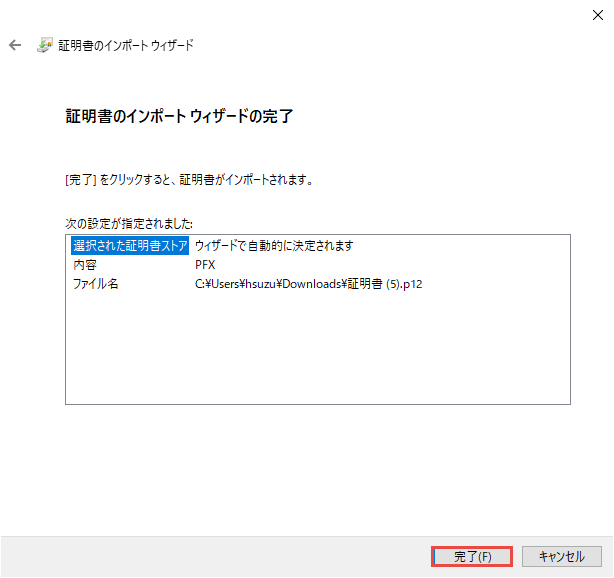 証明書のインポート ウィザード
証明書のインポート ウィザードの完了
[完了] をクリックすると、証明書がインポートされます。
次の設定が指定されました:
選択された証明書ストア ウィザードで自動的に決定されます
内容 PFX
ファイル名 C:¥Users¥hsuzu¥Downloads¥証明書 (5).p12
完了(F) キャンセル